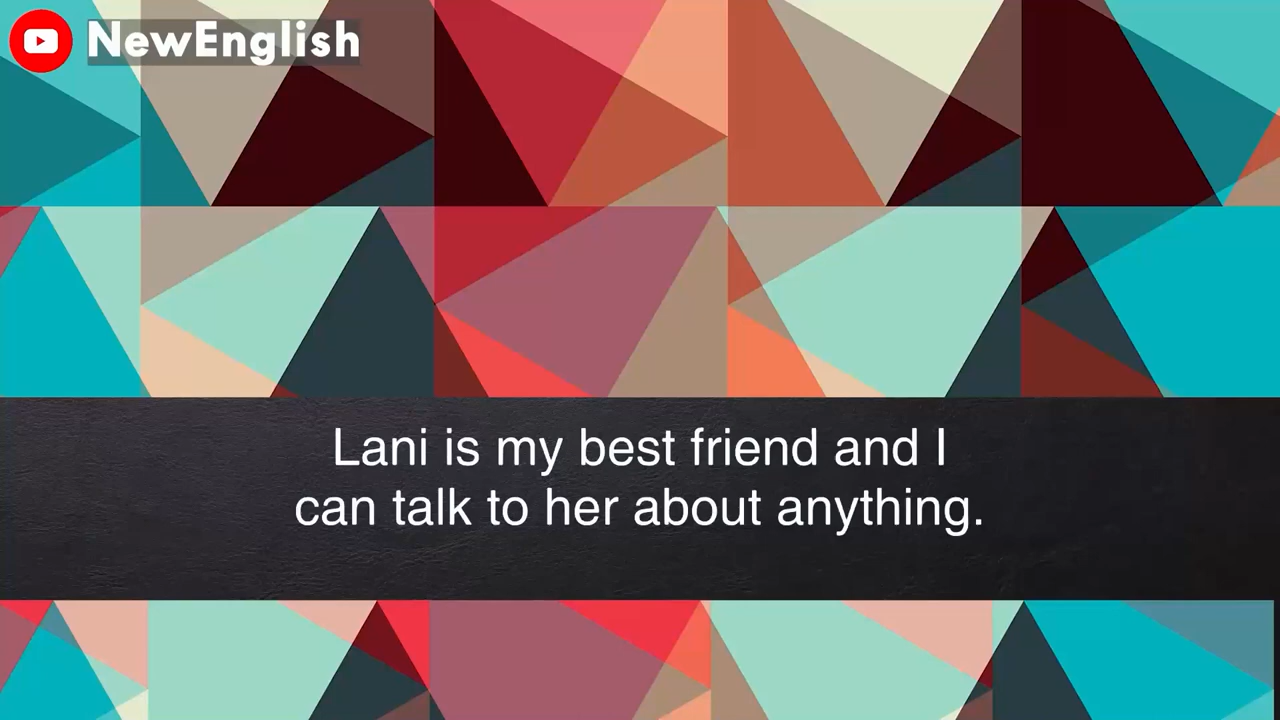 NewEnglish
Lani is my best friend and I
can talk to her about anything.